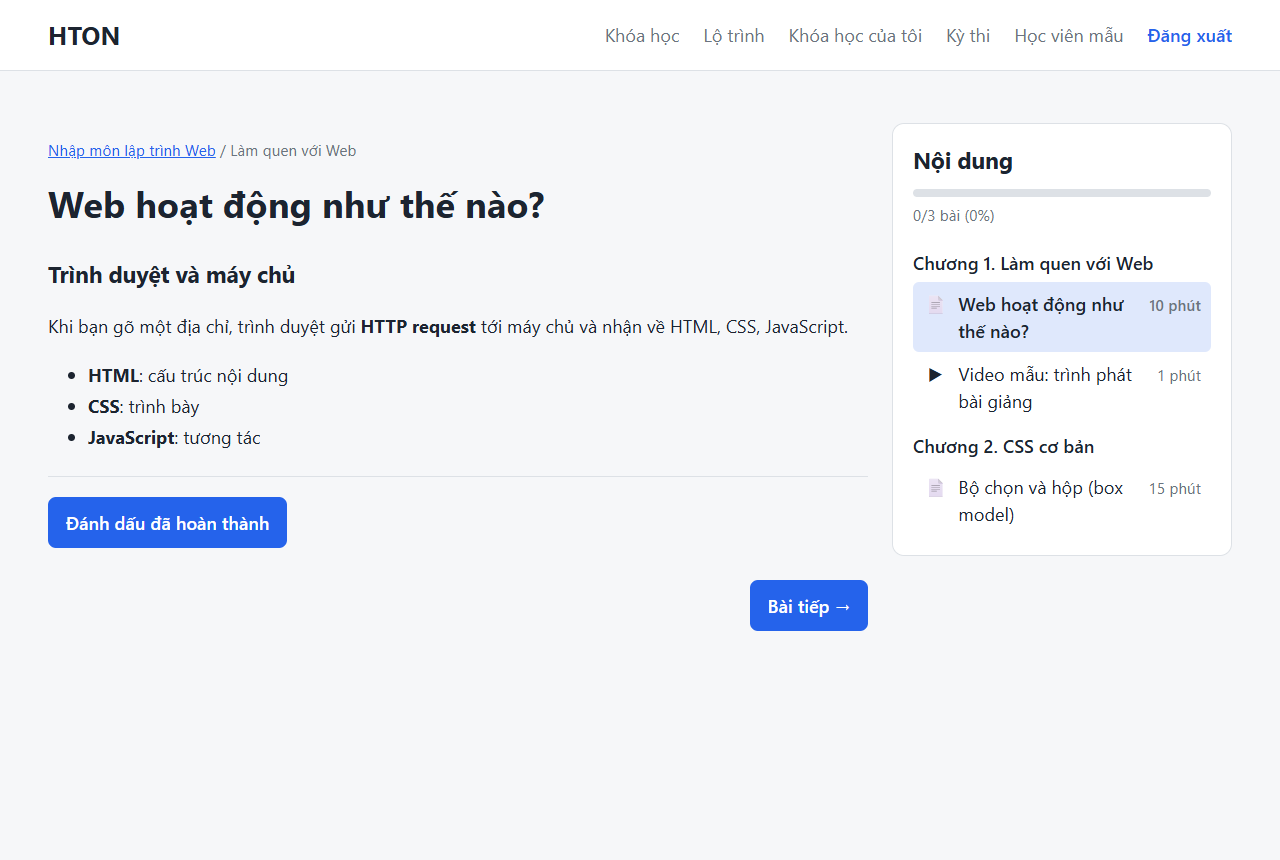 HTON
Khóa học
Lộ trình
Khóa học của tôi
Kỳ thi
Học viên mẫu
Đăng xuất
Nhập môn lập trình Web / Làm quen với Web
Web hoạt động như thế nào?
Trình duyệt và máy chủ
Khi bạn gõ một địa chỉ, trình duyệt gửi HTTP request tới máy chủ và nhận về HTML, CSS, JavaScript.
HTML: cấu trúc nội dung
CSS: trình bày
JavaScript: tương tác
Đánh dấu đã hoàn thành
Bài tiếp →
Nội dung
0/3 bài (0%)
Chương 1. Làm quen với Web
Web hoạt động như
thế nào?
10 phút
Video mẫu: trình phát
bài giảng
1 phút
Chương 2. CSS cơ bản
Bộ chọn và hộp (box
model)
15 phút